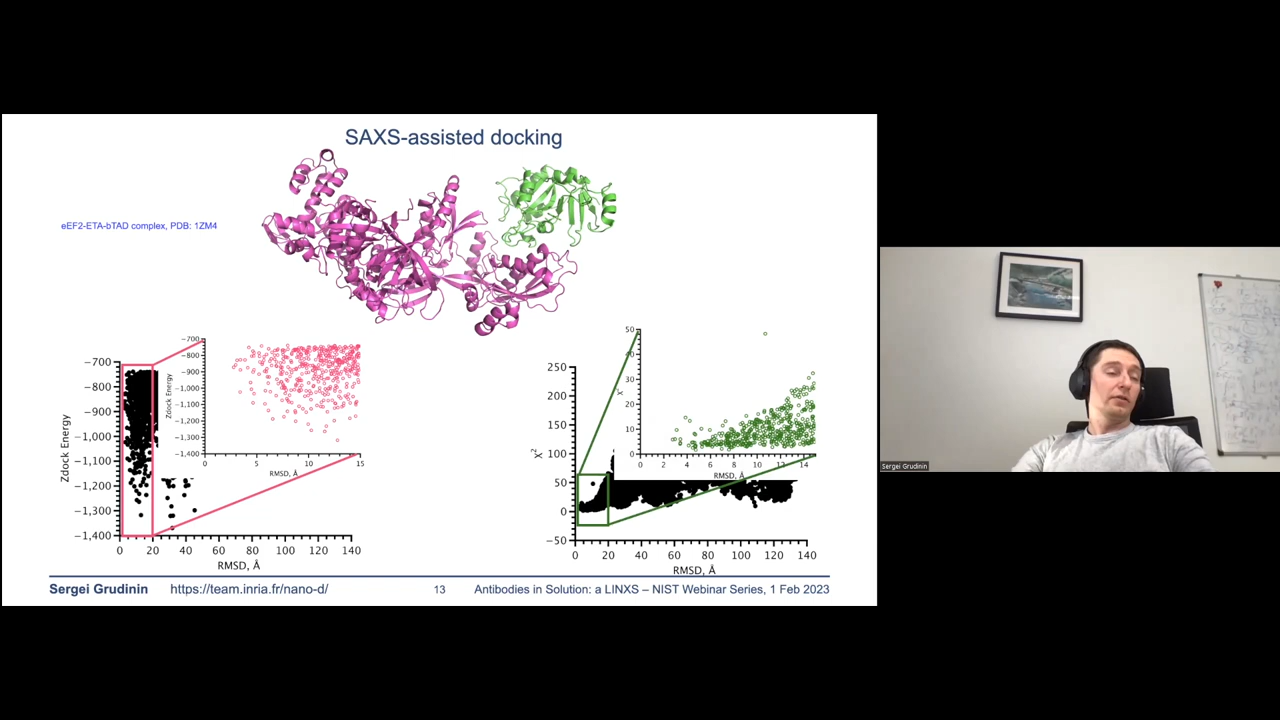 SAXS-assisted docking
eEF2-ETA-bTAD complex, PDB: 1ZM4
−700
−800
−900
−1,000
−1,100
−1,200
−1,300
−1,400
Zdock Energy
0 20 40 60 80 100 120 140
RMSD, Å
−700
−800
−900
−1,000
−1,100
−1,200
−1,300
−1,400
Zdock Energy
0 5 10 15
RMSD, Å
250
200
150
100
50
0
−50
X²
0 20 40 60 80 100 120 140
RMSD, Å
50
40
30
20
10
0
X²
0 2 4 6 8 10 12 14
RMSD, Å
Sergei Grudinin https://team.inria.fr/nano-d/ 13 Antibodies in Solution: a LINXS – NIST Webinar Series, 1 Feb 2023
Sergei Grudinin